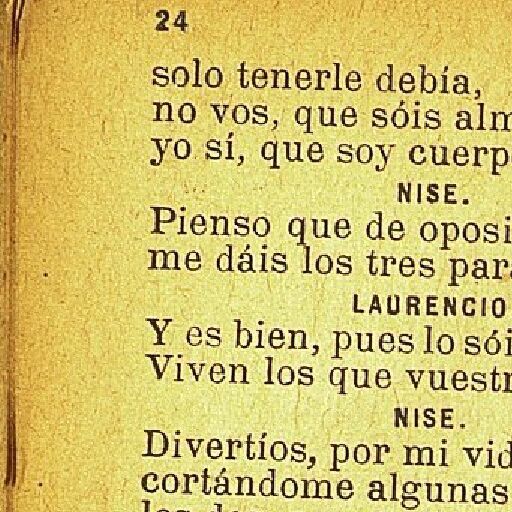 24
solo tenerle debía,
no vos, que sóis alm
yo sí, que soy cuerp
NISE.
Pienso que de oposi
me dáis los tres para
LAURENCIO
Y es bien, pues lo sói
Viven los que vuestr
NISE.
Divertíos, por mi vid
cortándome algunas